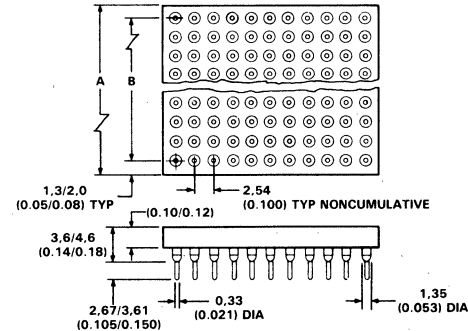 A
B
1,3/2,0
(0.05/0.08) TYP
2,54
(0.100) TYP NONCUMULATIVE
(0.10/0.12)
3,6/4,6
(0.14/0.18)
2,67/3,61
(0.105/0.150)
0,33
(0.021) DIA
1,35
(0.053) DIA